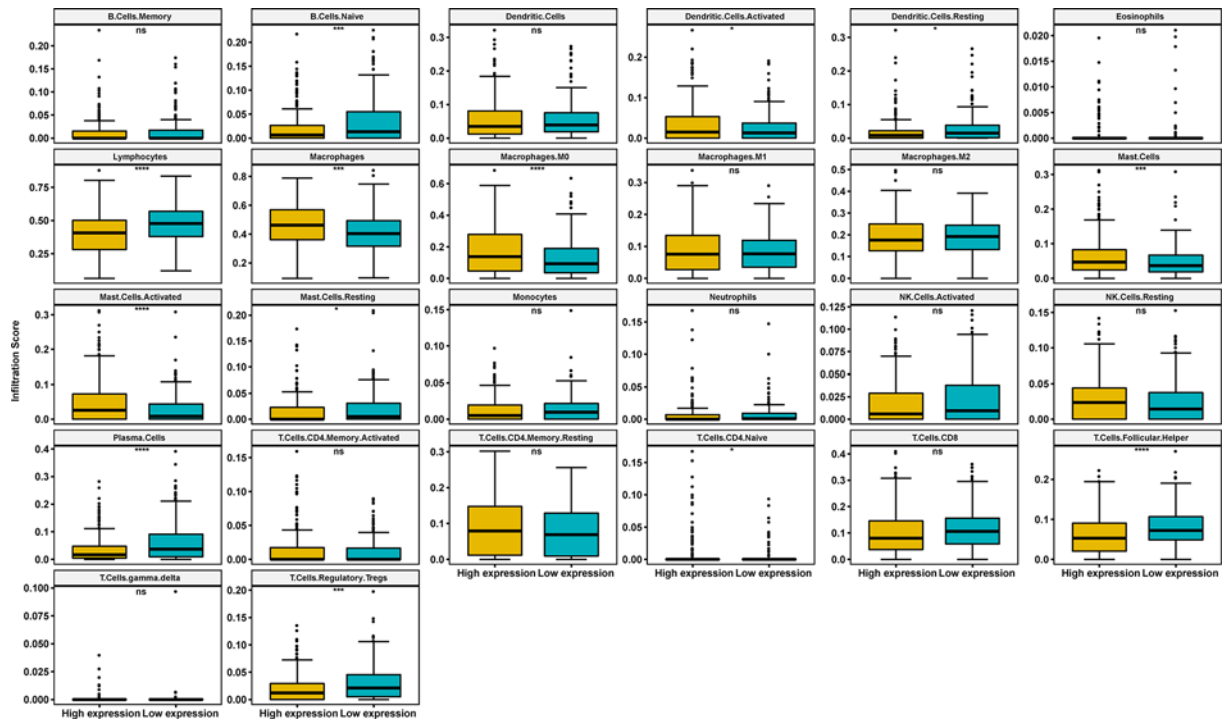 B.Cells.Memory
ns
0.20
0.15
0.10
0.05
0.00
B.Cells.Naive
***
0.20
0.15
0.10
0.05
0.00
Dendritic.Cells
ns
0.3
0.2
0.1
0.0
Dendritic.Cells.Activated
*
0.2
0.1
0.0
Dendritic.Cells.Resting
*
0.3
0.2
0.1
0.0
Eosinophils
ns
0.020
0.015
0.010
0.005
0.000
Lymphocytes
****
0.75
0.50
0.25
Macrophages
***
0.8
0.6
0.4
0.2
Macrophages.M0
****
0.6
0.4
0.2
0.0
Macrophages.M1
ns
0.3
0.2
0.1
0.0
Macrophages.M2
ns
0.5
0.4
0.3
0.2
0.1
0.0
Mast.Cells
***
0.3
0.2
0.1
0.0
Infiltration Score
Mast.Cells.Activated
****
0.3
0.2
0.1
0.0
Mast.Cells.Resting
*
0.20
0.15
0.10
0.05
0.00
Monocytes
ns
0.15
0.10
0.05
0.00
Neutrophils
ns
0.15
0.10
0.05
0.00
NK.Cells.Activated
ns
0.125
0.100
0.075
0.050
0.025
0.000
NK.Cells.Resting
ns
0.15
0.10
0.05
0.00
Plasma.Cells
****
0.4
0.3
0.2
0.1
0.0
T.Cells.CD4.Memory.Activated
ns
0.15
0.10
0.05
0.00
T.Cells.CD4.Memory.Resting
ns
0.3
0.2
0.1
0.0
T.Cells.CD4.Naive
*
0.15
0.10
0.05
0.00
T.Cells.CD8
ns
0.4
0.3
0.2
0.1
0.0
T.Cells.Follicular.Helper
****
0.2
0.1
0.0
High expression Low expression
High expression Low expression
High expression Low expression
High expression Low expression
T.Cells.gamma.delta
ns
0.100
0.075
0.050
0.025
0.000
T.Cells.Regulatory.Tregs
***
0.20
0.15
0.10
0.05
0.00
High expression Low expression
High expression Low expression